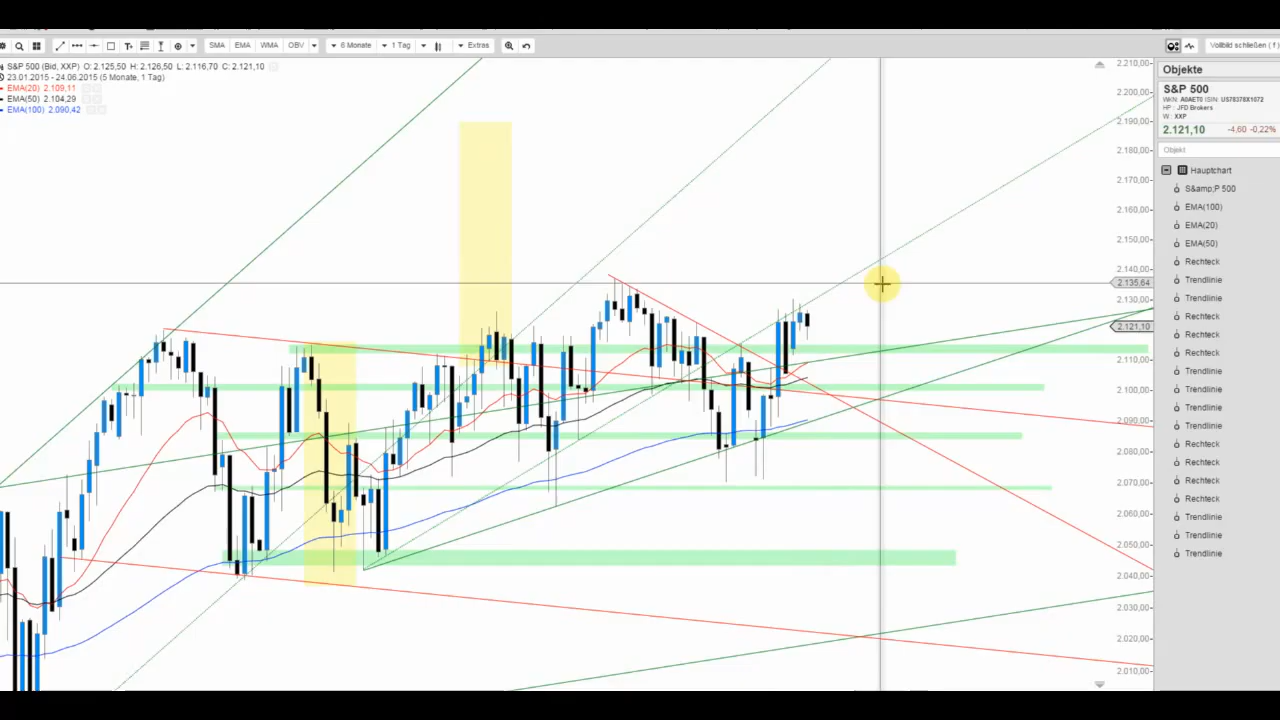 SMA EMA WMA OBV 6 Monate 1 Tag Extras Vollbild schließen ( f )
S&P 500 (Bid, XXP) O: 2.125,50 H: 2.126,50 L: 2.116,70 C: 2.121,10
23.01.2015 - 24.06.2015 (5 Monate, 1 Tag)
EMA(20) 2.109,11
EMA(50) 2.104,29
EMA(100) 2.090,42
2.210,00
2.200,00
2.190,00
2.180,00
2.170,00
2.160,00
2.150,00
2.140,00
2.135,64
2.130,00
2.121,10
2.110,00
2.100,00
2.090,00
2.080,00
2.070,00
2.060,00
2.050,00
2.040,00
2.030,00
2.020,00
2.010,00
Objekte
S&P 500
WKN: A0AET0 ISIN: US78378X1072
HP : JFD Brokers
W : XXP
2.121,10 -4,60 -0,22%
Objekt
Hauptchart
S&amp;P 500
EMA(100)
EMA(20)
EMA(50)
Rechteck
Trendlinie
Trendlinie
Rechteck
Rechteck
Rechteck
Trendlinie
Trendlinie
Trendlinie
Trendlinie
Rechteck
Rechteck
Rechteck
Rechteck
Trendlinie
Trendlinie
Trendlinie